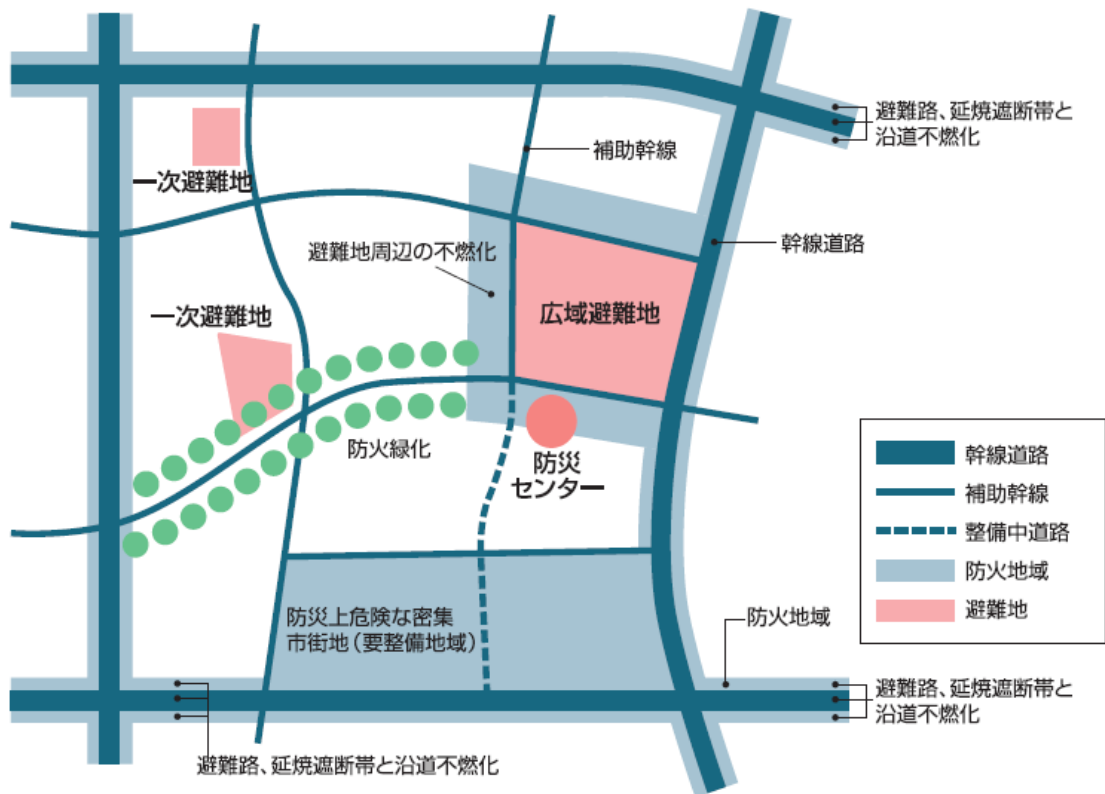 避難路、延焼遮断帯と
沿道不燃化
補助幹線
一次避難地
幹線道路
避難地周辺の不燃化
広域避難地
一次避難地
防火緑化
防災
センター
幹線道路
補助幹線
整備中道路
防火地域
避難地
防災上危険な密集
市街地(要整備地域)
防火地域
避難路、延焼遮断帯と
沿道不燃化
避難路、延焼遮断帯と沿道不燃化